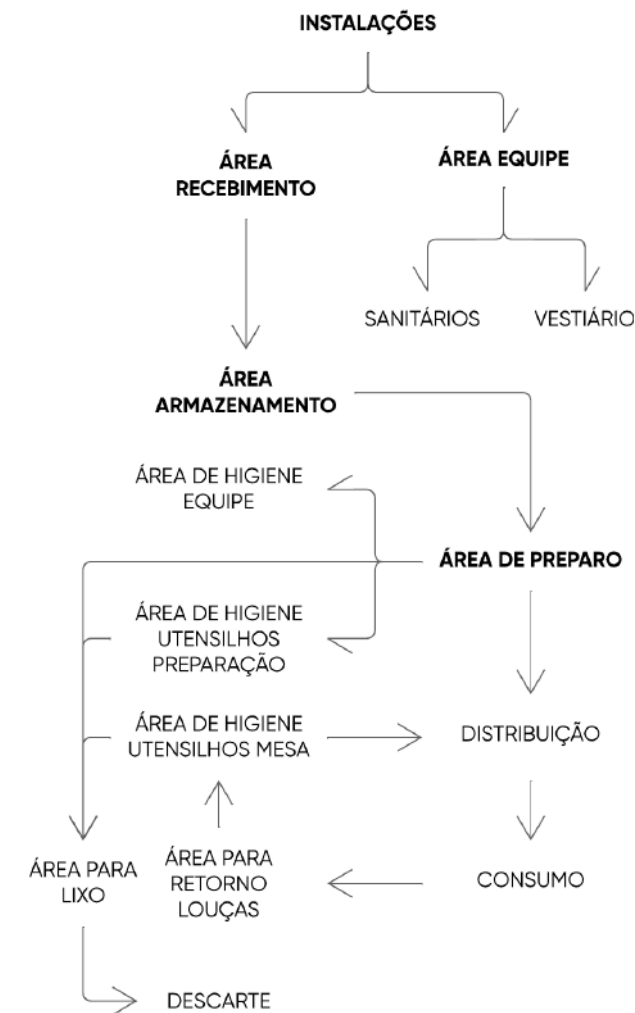 INSTALAÇÕES
ÁREA
RECEBIMENTO
ÁREA EQUIPE
SANITÁRIOS
VESTIÁRIO
ÁREA
ARMAZENAMENTO
ÁREA DE HIGIENE
EQUIPE
ÁREA DE PREPARO
ÁREA DE HIGIENE
UTENSILHOS
PREPARAÇÃO
ÁREA DE HIGIENE
UTENSILHOS MESA
DISTRIBUIÇÃO
ÁREA PARA
LIXO
ÁREA PARA
RETORNO
LOUÇAS
CONSUMO
DESCARTE